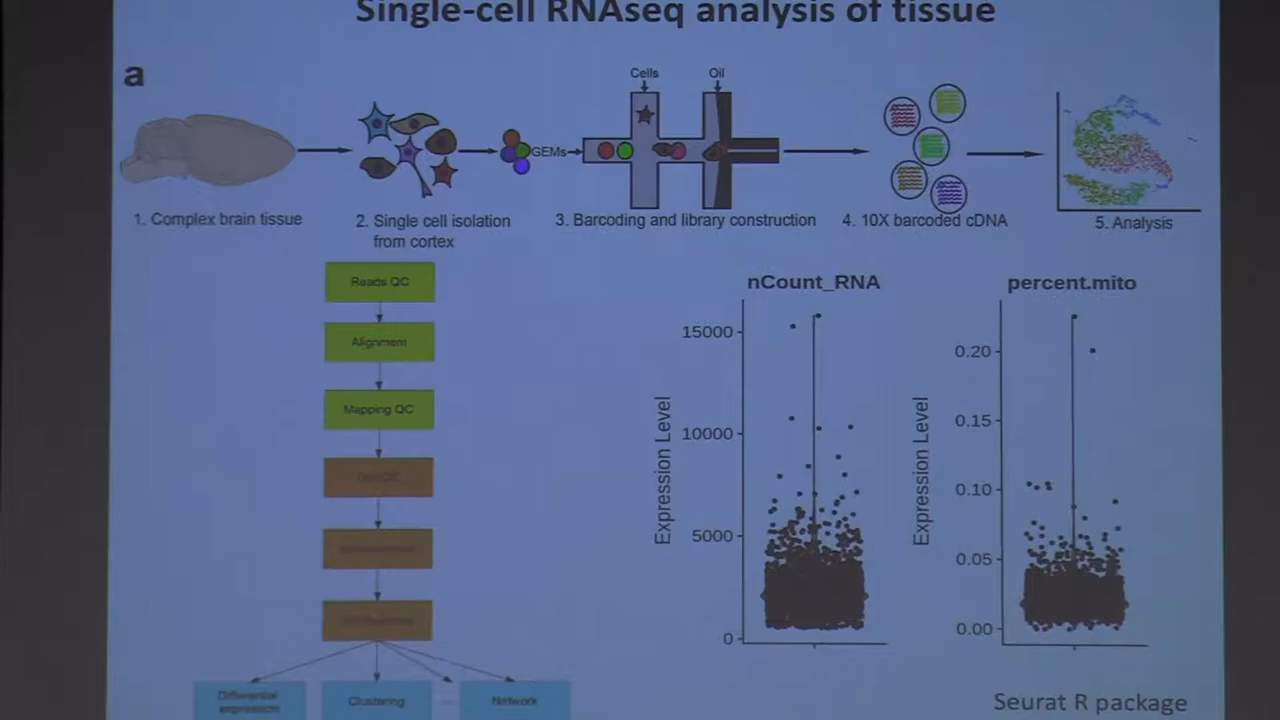 Single-cell RNAseq analysis of tissue
a
Cells
Oil
GEMs
1. Complex brain tissue
2. Single cell isolation
from cortex
3. Barcoding and library construction
4. 10X barcoded cDNA
5. Analysis
Reads QC
Alignment
Mapping QC
Differential
expression
Clustering
Network
nCount_RNA
Expression Level
15000
10000
5000
0
percent.mito
Expression Level
0.20
0.15
0.10
0.05
0.00
Seurat R package